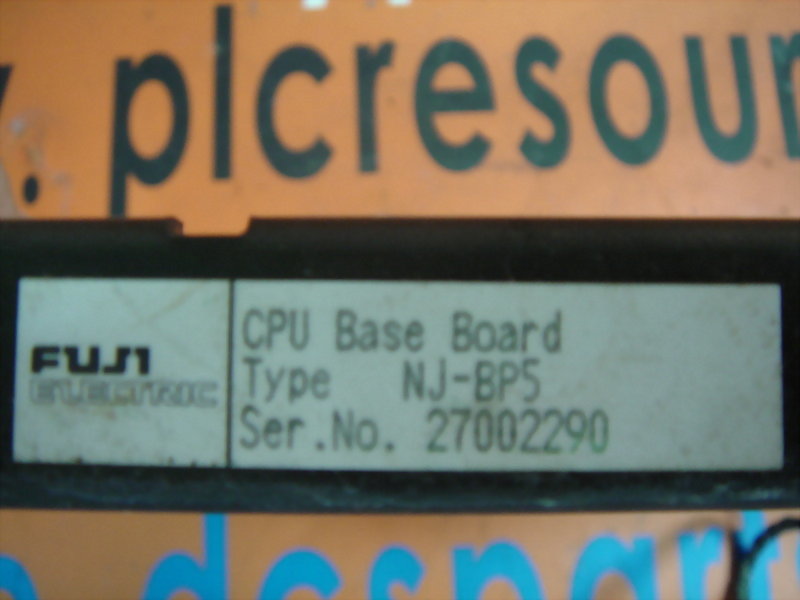 . plcresour
FUJI
ELECTRIC
CPU Base Board
Type NJ-BP5
Ser.No. 27002290
dcspart